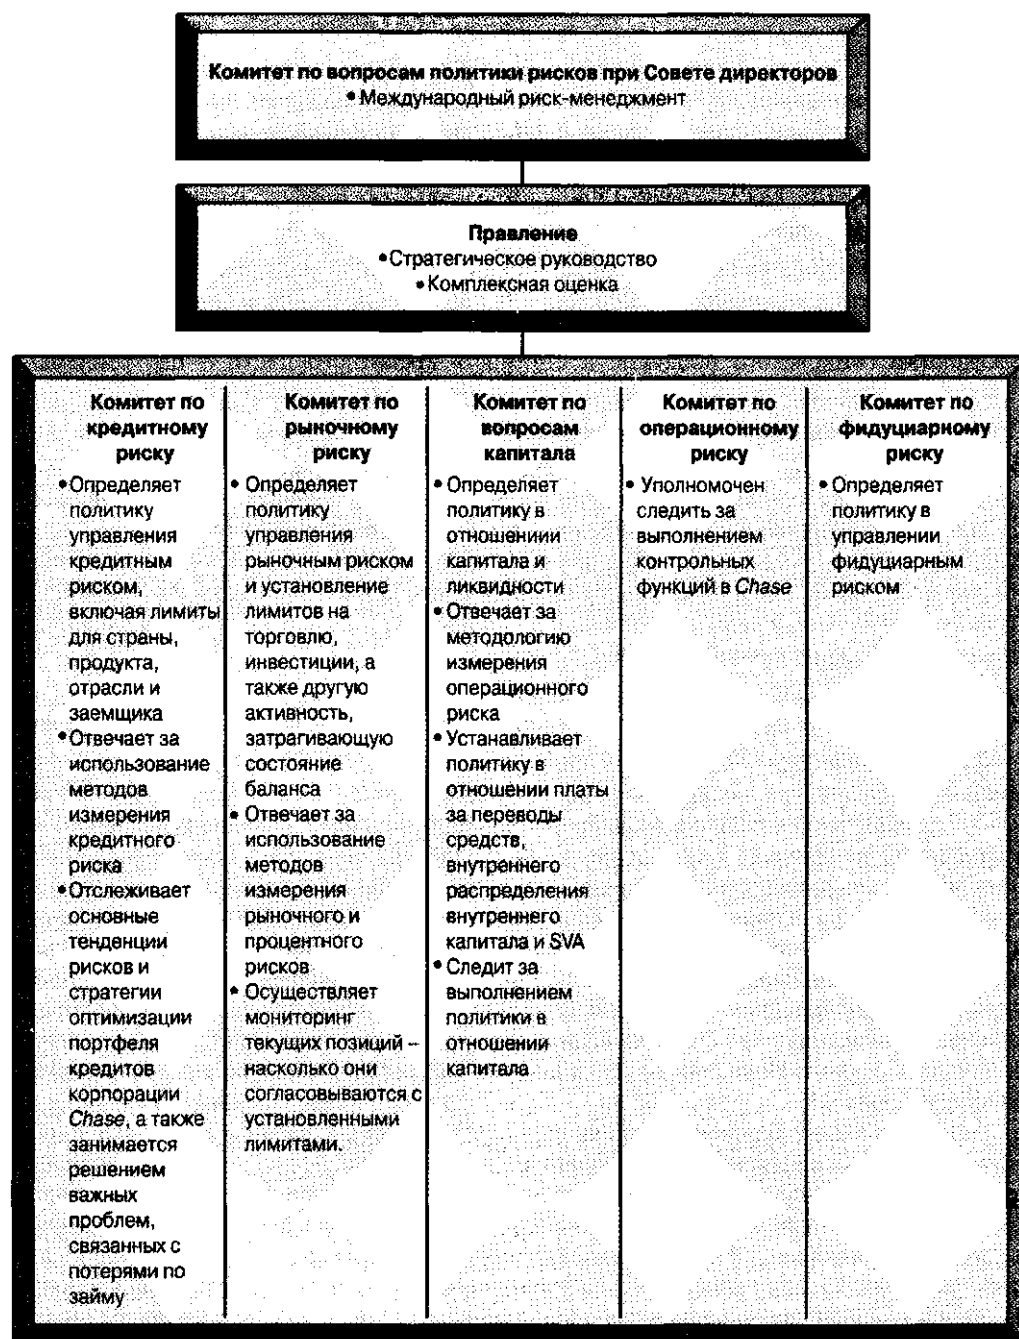 Комитет по вопросам политики рисков при Совете директоров
• Международный риск-менеджмент
Правление
• Стратегическое руководство
• Комплексная оценка
Комитет по
кредитному
риску
• Определяет
политику
управления
кредитным
риском,
включая лимиты
для страны,
продукта,
отрасли и
заемщика
• Отвечает за
использование
методов
измерения
кредитного
риска
• Отслеживает
основные
тенденции
рисков и
стратегии
оптимизации
портфеля
кредитов
корпорации
Chase, а также
занимается
решением
важных
проблем,
связанных с
потерями по
займу
Комитет по
рыночному
риску
• Определяет
политику
управления
рыночным риском
и установление
лимитов на
торговлю,
инвестиции, а
также другую
активность,
затрагивающую
состояние
баланса
• Отвечает за
использование
методов
измерения
рыночного и
процентного
рисков
• Осуществляет
мониторинг
текущих позиций –
насколько они
согласовываются с
установленными
лимитами.
Комитет по
вопросам
капитала
• Определяет
политику в
отношениии
капитала и
ликвидности
• Отвечает за
методологию
измерения
операционного
риска
• Устанавливает
политику в
отношении платы
за переводы
средств,
внутреннего
распределения
внутреннего
капитала и SVA
• Следит за
выполнением
политики в
отношении
капитала
Комитет по
операционному
риску
• Уполномочен
следить за
выполнением
контрольных
функций в Chase
Комитет по
фидуциарному
риску
• Определяет
политику в
управлении
фидуциарным
риском